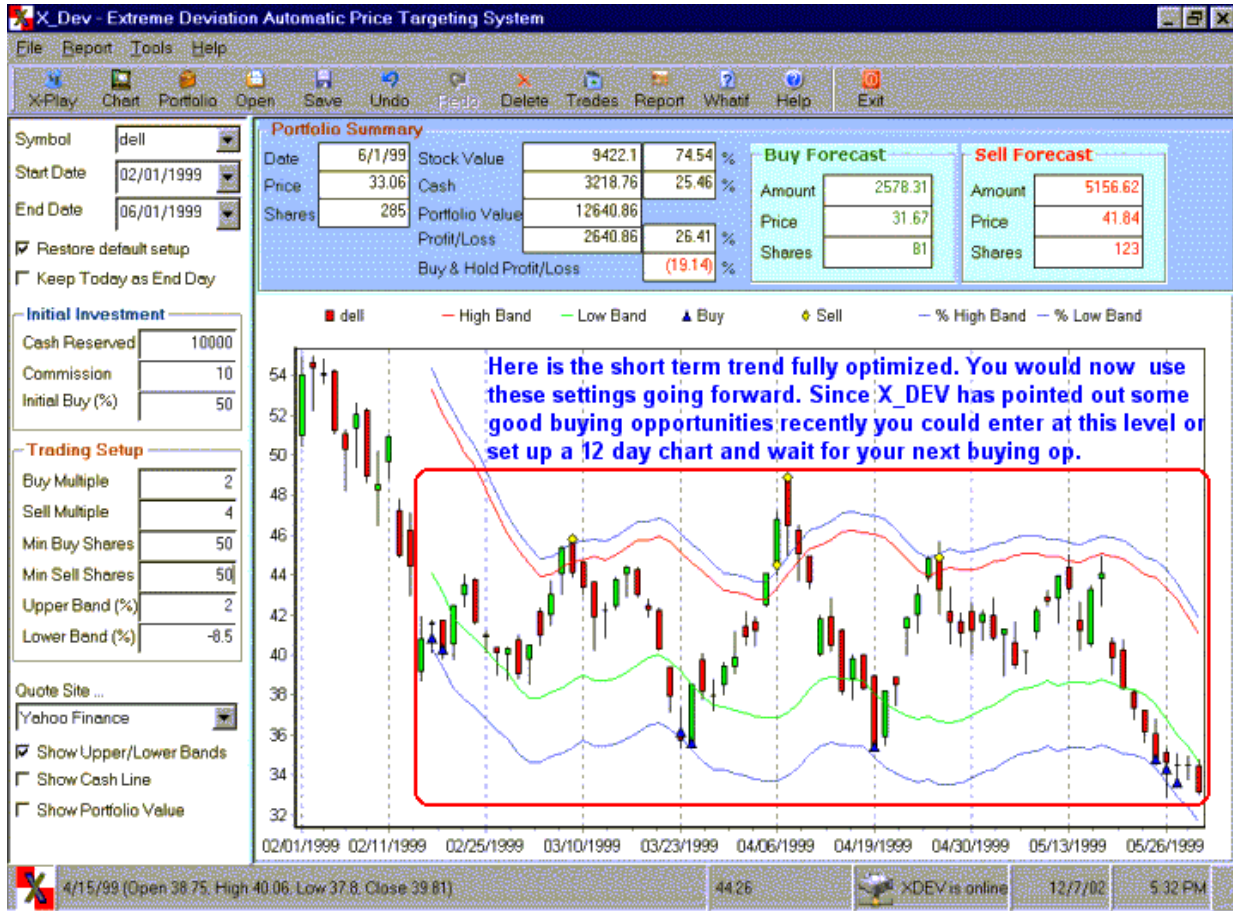 X_Dev - Extreme Deviation Automatic Price Targeting System
File Report Tools Help
X-Play Chart Portfolio Open Save Undo Redo Delete Trades Report Whatif Help Exit
Symbol dell
Start Date 02/01/1999
End Date 06/01/1999
Restore default setup
Keep Today as End Day
Initial Investment
Cash Reserved 10000
Commission 10
Initial Buy (%) 50
Trading Setup
Buy Multiple 2
Sell Multiple 4
Min Buy Shares 50
Min Sell Shares 50
Upper Band (%) 2
Lower Band (%) -8.5
Quote Site ...
Yahoo Finance
Show Upper/Lower Bands
Show Cash Line
Show Portfolio Value
Portfolio Summary
Date 6/1/99 Stock Value 9422.1 74.54 %
Price 33.06 Cash 3218.76 25.46 %
Shares 285 Portfolio Value 12640.86
Profit/Loss 2640.86 26.41 %
Buy & Hold Profit/Loss (19.14) %
Buy Forecast
Amount 2578.31
Price 31.67
Shares 81
Sell Forecast
Amount 5156.62
Price 41.84
Shares 123
dell High Band Low Band Buy Sell % High Band % Low Band
Here is the short term trend fully optimized. You would now use
these settings going forward. Since X_DEV has pointed out some
good buying opportunities recently you could enter at this level or
set up a 12 day chart and wait for your next buying op.
54
52
50
48
46
44
42
40
38
36
34
32
02/01/1999 02/11/1999 02/25/1999 03/10/1999 03/23/1999 04/06/1999 04/19/1999 04/30/1999 05/13/1999 05/26/1999
4/15/99 (Open 38.75, High 40.06, Low 37.8, Close 39.81) 44.26 XDEV is online 12/7/02 5:32 PM